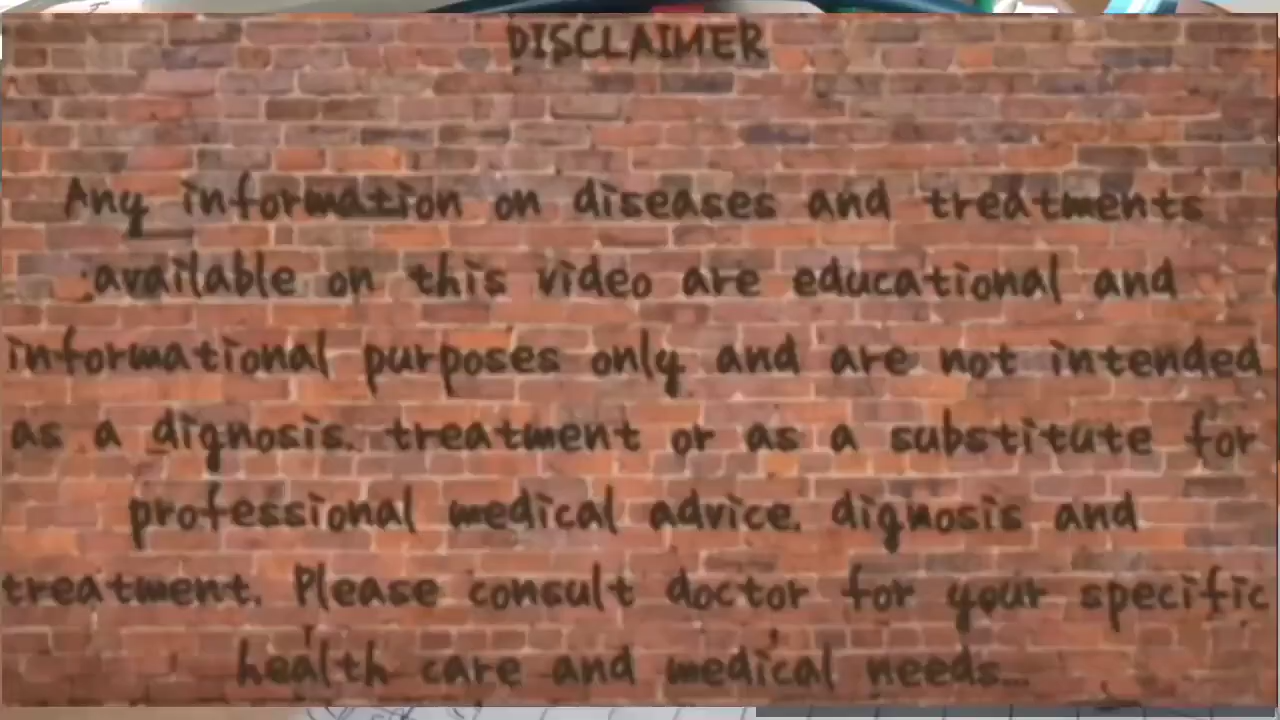 DISCLAIMER
Any information on diseases and treatments
available on this video are educational and
informational purposes only and are not intended
as a dignosis. treatment or as a substitute for
professional medical advice. dignosis and
treatment. Please consult doctor for your specific
health care and medical needs...